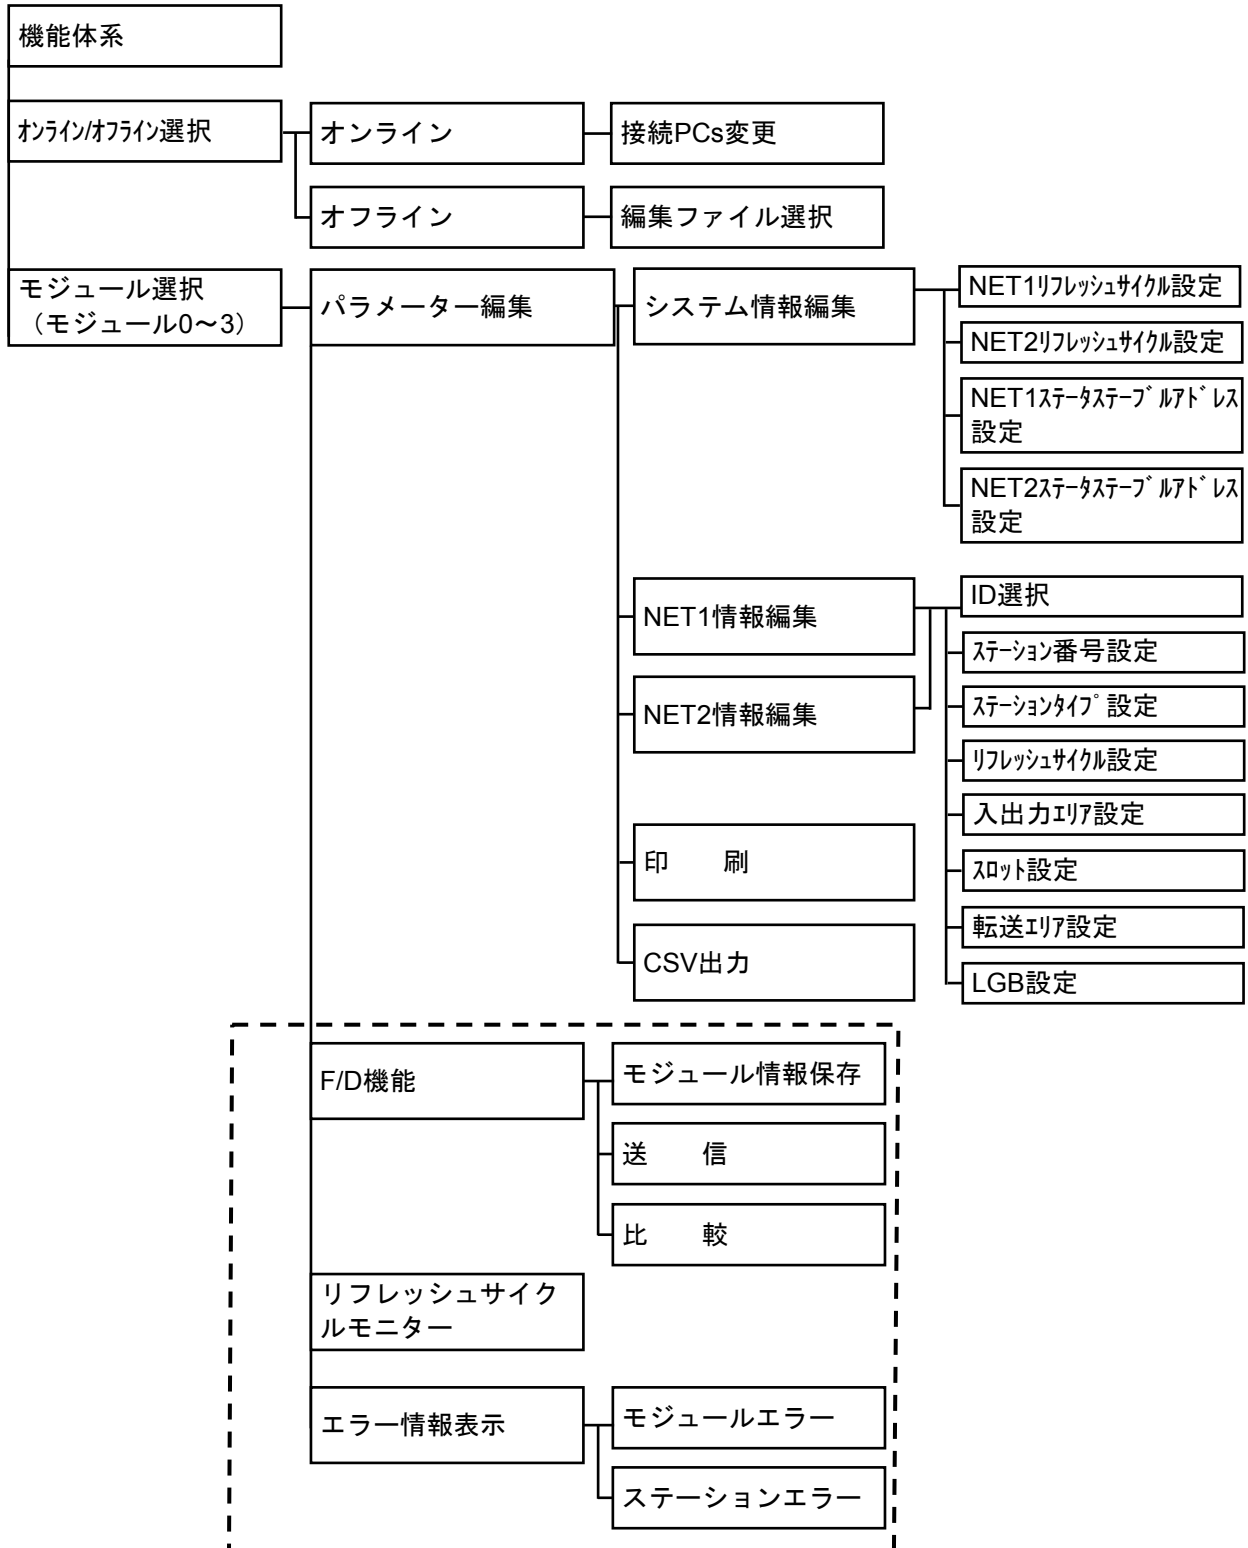 機能体系
ｵﾝﾗｲﾝ/ｵﾌﾗｲﾝ選択
オンライン
接続PCs変更
オフライン
編集ファイル選択
モジュール選択
（モジュール0～3）
パラメーター編集
システム情報編集
NET1ﾘﾌﾚｯｼｭｻｲｸﾙ設定
NET2ﾘﾌﾚｯｼｭｻｲｸﾙ設定
NET1ｽﾃｰﾀｽﾃｰﾌﾞﾙｱﾄﾞﾚｽ
設定
NET2ｽﾃｰﾀｽﾃｰﾌﾞﾙｱﾄﾞﾚｽ
設定
NET1情報編集
NET2情報編集
ID選択
ｽﾃｰｼｮﾝ番号設定
ｽﾃｰｼｮﾝﾀｲﾌﾟ設定
ﾘﾌﾚｯｼｭｻｲｸﾙ設定
入出力ｴﾘｱ設定
ｽﾛｯﾄ設定
転送ｴﾘｱ設定
LGB設定
印　　刷
CSV出力
F/D機能
モジュール情報保存
送　　信
比　　較
リフレッシュサイク
ルモニター
エラー情報表示
モジュールエラー
ステーションエラー